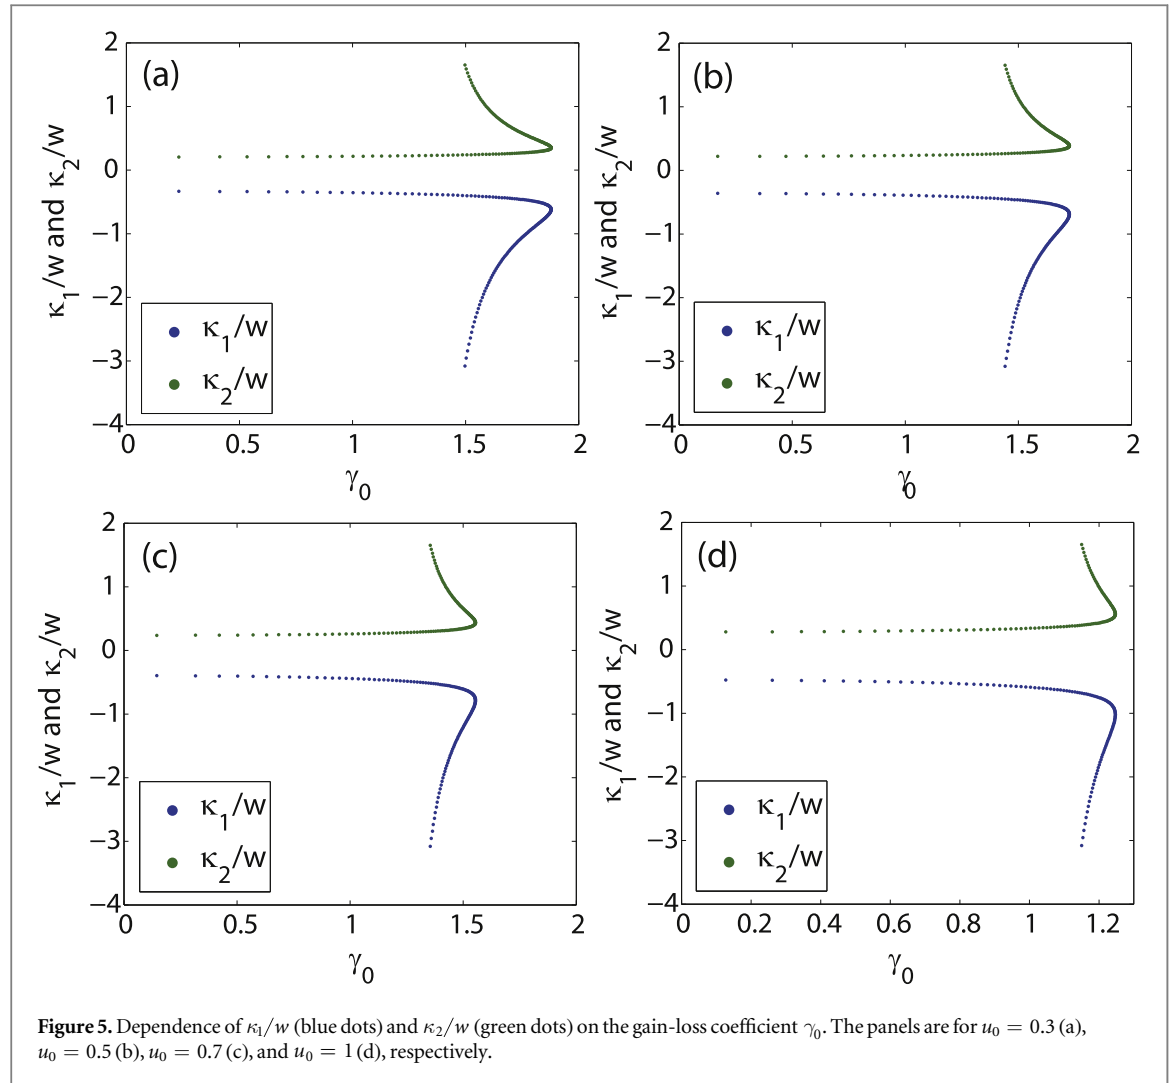 (a)
2
1
0
−1
−2
−3
−4
κ1/w and κ2/w
κ1/w
κ2/w
0 0.5 1 1.5 2
γ0
(b)
2
1
0
−1
−2
−3
−4
κ1/w and κ2/w
κ1/w
κ2/w
0 0.5 1 1.5 2
γ0
(c)
2
1
0
−1
−2
−3
−4
κ1/w and κ2/w
κ1/w
κ2/w
0 0.5 1 1.5 2
γ0
(d)
2
1
0
−1
−2
−3
−4
κ1/w and κ2/w
κ1/w
κ2/w
0 0.2 0.4 0.6 0.8 1 1.2
γ0
Figure 5. Dependence of κ1/w (blue dots) and κ2/w (green dots) on the gain-loss coefficient γ0. The panels are for u0 = 0.3 (a),
u0 = 0.5 (b), u0 = 0.7 (c), and u0 = 1 (d), respectively.